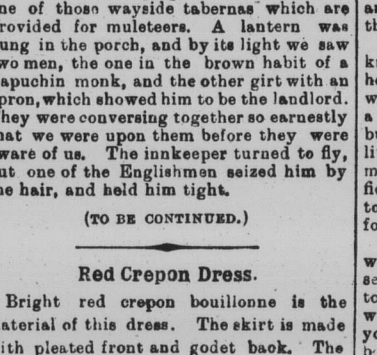 ne of those wayside tabernas which are
rovided for muleteers. A lantern was
ung in the porch, and by its light we saw
wo men, the one in the brown habit of a
apuchin monk, and the other girt with an
pron, which showed him to be the landlord.
hey were conversing together so earnestly
hat we were upon them before they were
ware of us. The innkeeper turned to fly,
ut one of the Englishmen seized him by
he hair, and held him tight.
(TO BE CONTINUED.)
Red Crepon Dress.
Bright red crepon bouillonne is the
aterial of this dress. The skirt is made
ith pleated front and godet back. The